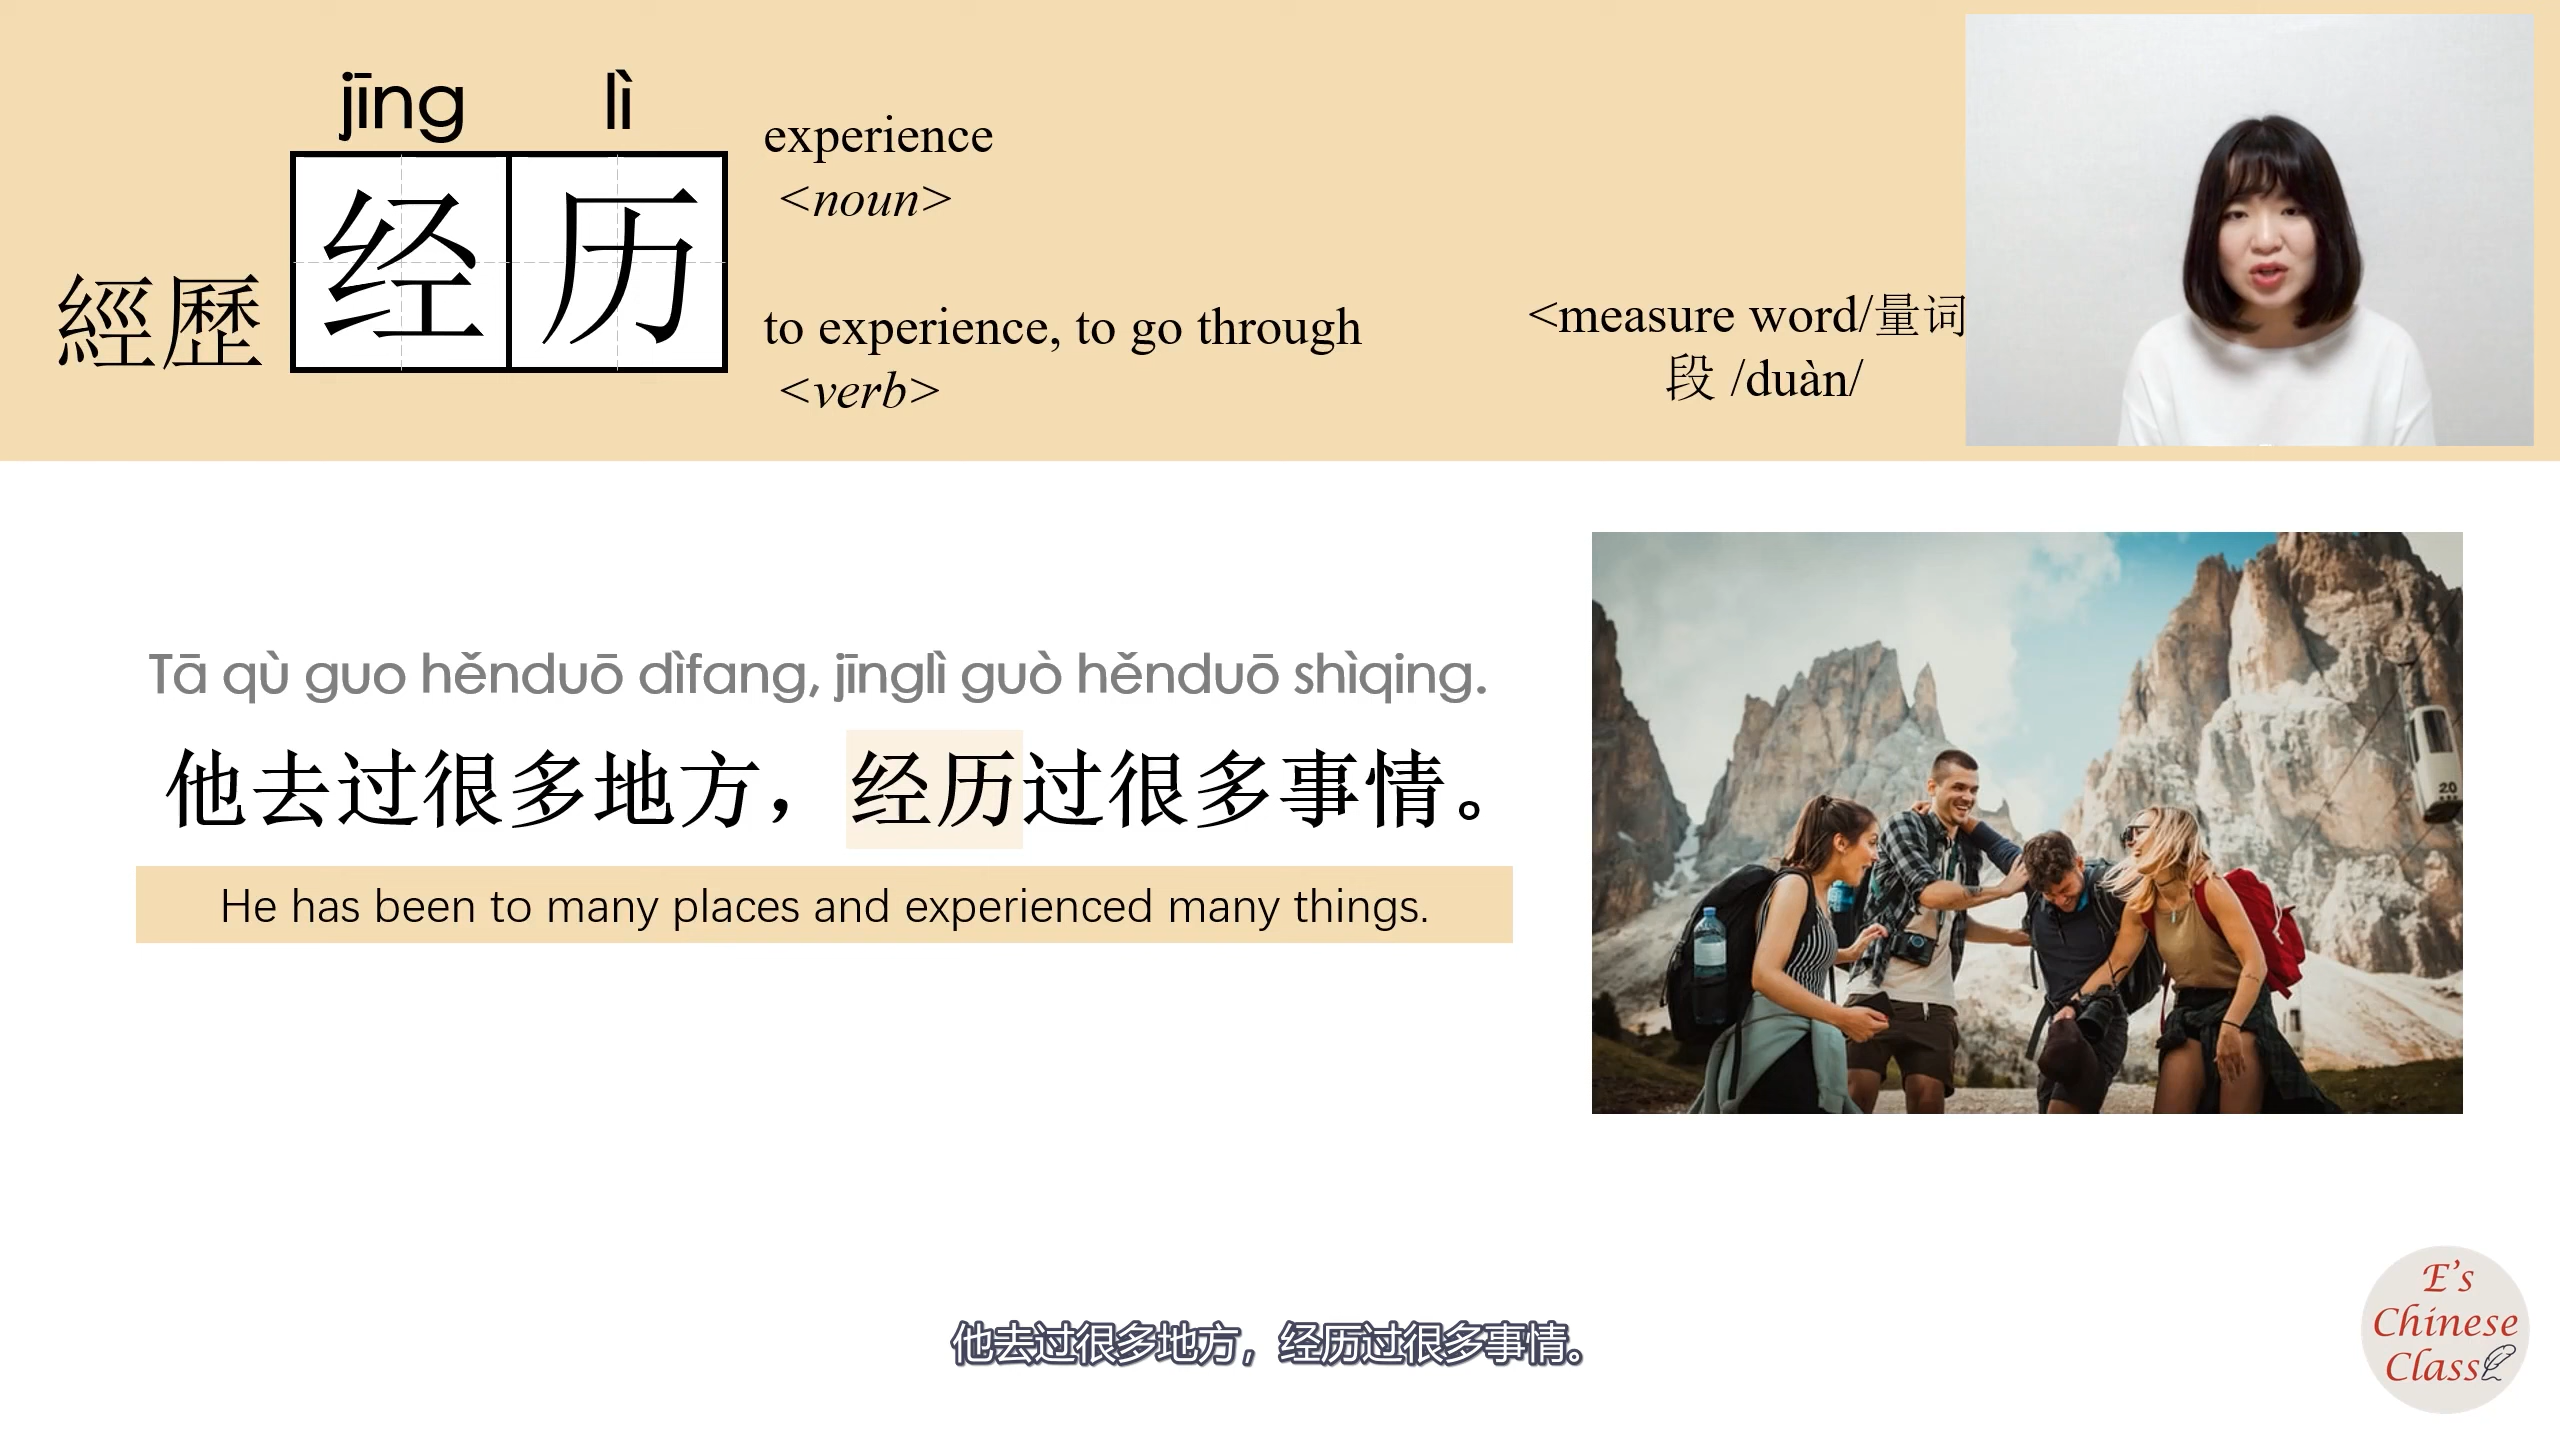 jīng lì
经历
經歷
experience
<noun>
to experience, to go through
<verb>
<measure word/量词
段 /duàn/
Tā qù guo hěnduō dìfang, jīnglì guò hěnduō shìqing.
他去过很多地方，经历过很多事情。
He has been to many places and experienced many things.
20
他去过很多地方，经历过很多事情。
E's
Chinese
Class